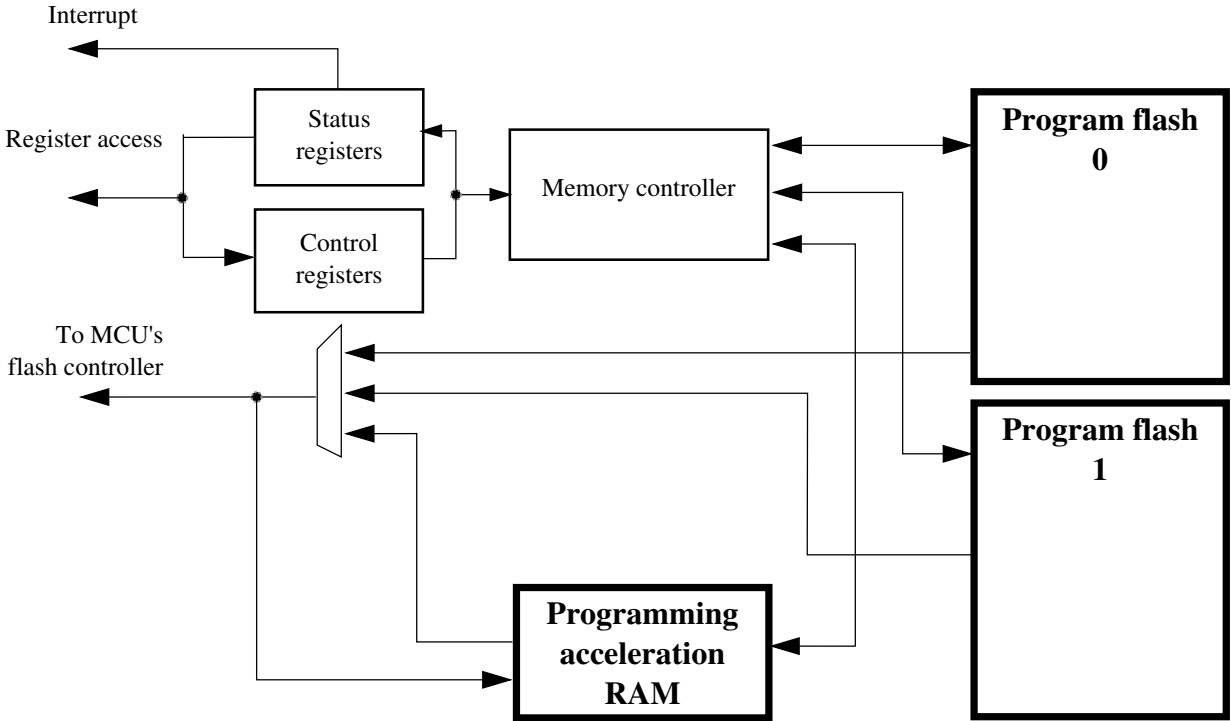 Interrupt
Register access
Status
registers
Control
registers
Memory controller
To MCU's
flash controller
Program flash
0
Program flash
1
Programming
acceleration
RAM